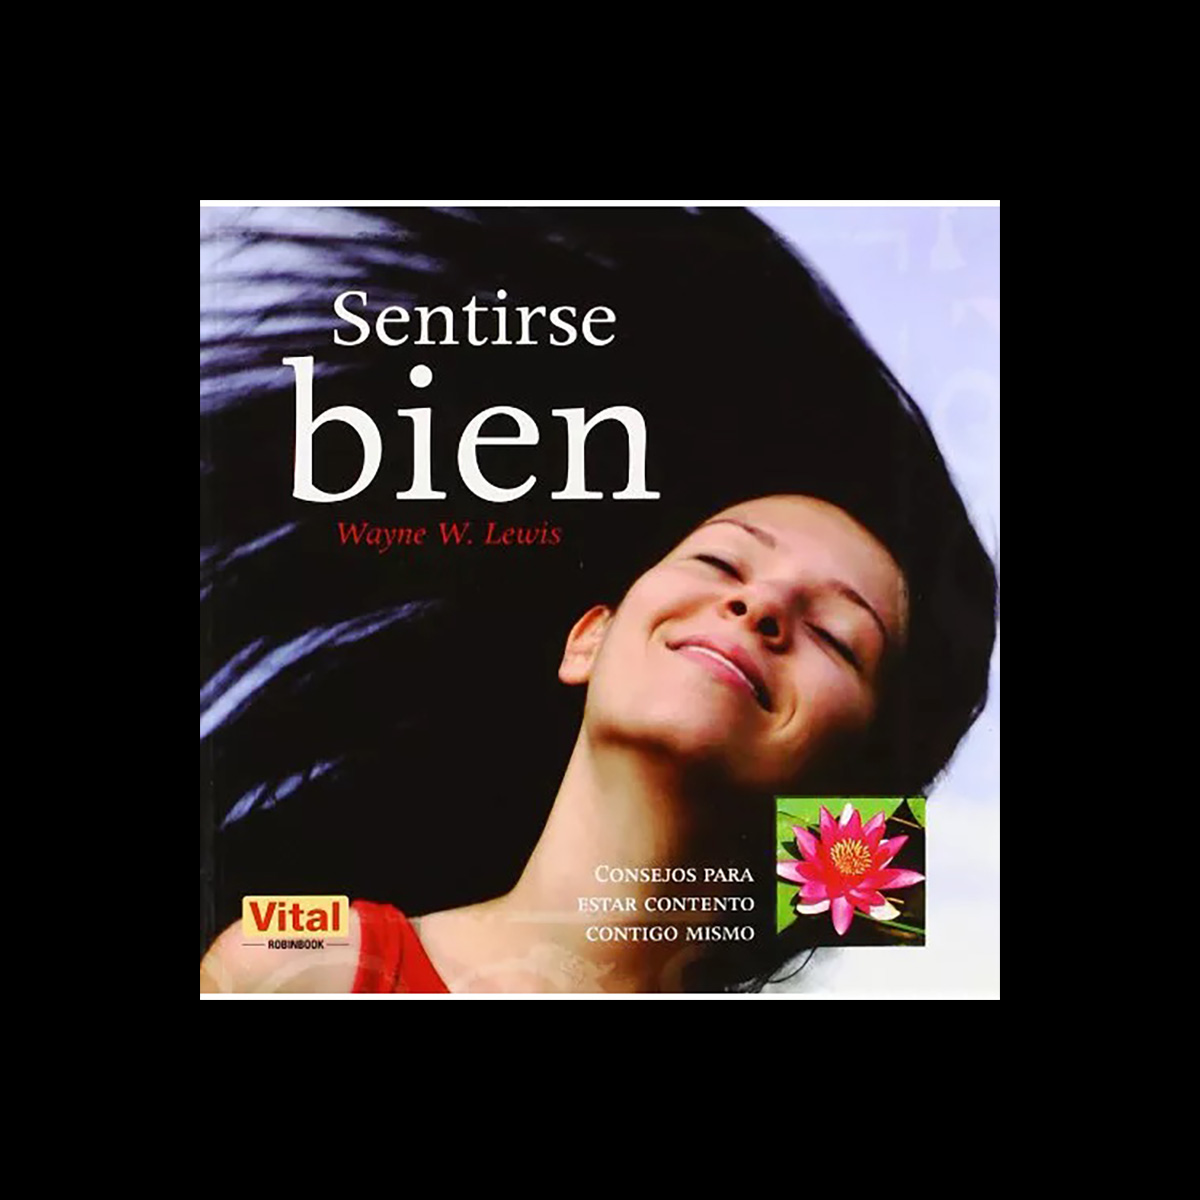 Sentirse
bien
Wayne W. Lewis
CONSEJOS PARA
ESTAR CONTENTO
CONTIGO MISMO
Vital
ROBINBOOK